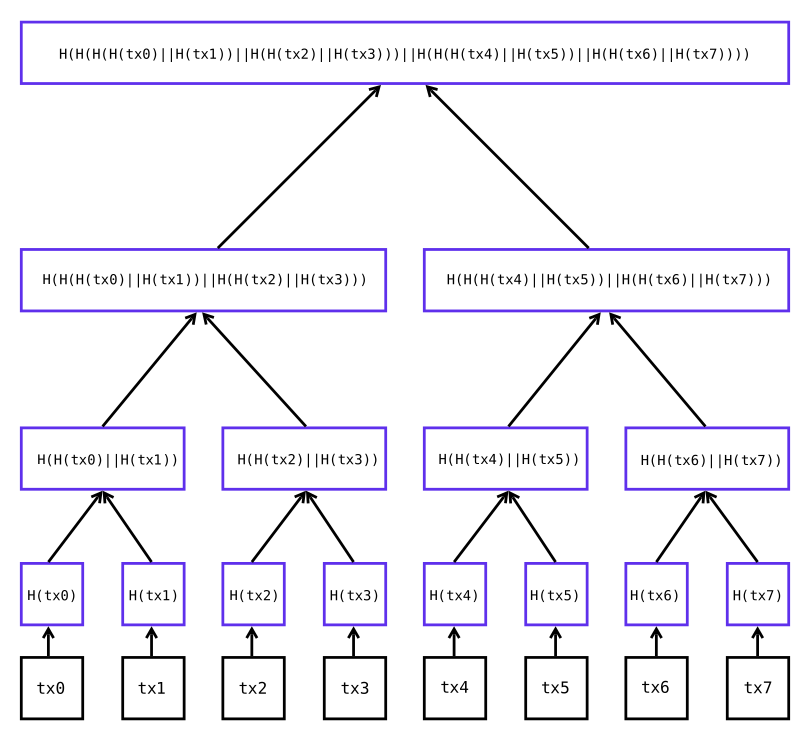 H(H(H(H(tx0)||H(tx1))||H(H(tx2)||H(tx3)))||H(H(H(tx4)||H(tx5))||H(H(tx6)||H(tx7))))
H(H(H(tx0)||H(tx1))||H(H(tx2)||H(tx3)))
H(H(H(tx4)||H(tx5))||H(H(tx6)||H(tx7)))
H(H(tx0)||H(tx1))
H(H(tx2)||H(tx3))
H(H(tx4)||H(tx5))
H(H(tx6)||H(tx7))
H(tx0)
H(tx1)
H(tx2)
H(tx3)
H(tx4)
H(tx5)
H(tx6)
H(tx7)
tx0
tx1
tx2
tx3
tx4
tx5
tx6
tx7